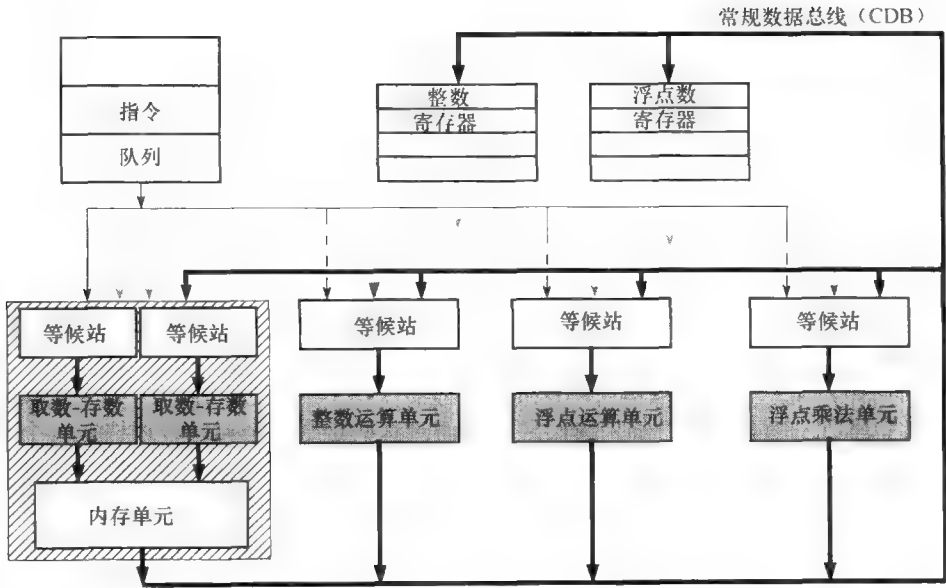 常规数据总线（CDB）
指令
队列
整数
寄存器
浮点数
寄存器
等候站
等候站
等候站
等候站
等候站
取数-存数
单元
取数-存数
单元
整数运算单元
浮点运算单元
浮点乘法单元
内存单元